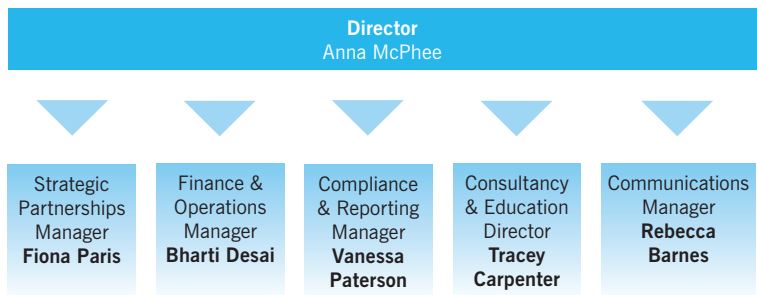 Director
Anna McPhee
Strategic
Partnerships
Manager
Fiona Paris
Finance &
Operations
Manager
Bharti Desai
Compliance
& Reporting
Manager
Vanessa
Paterson
Consultancy
& Education
Director
Tracey
Carpenter
Communications
Manager
Rebecca
Barnes